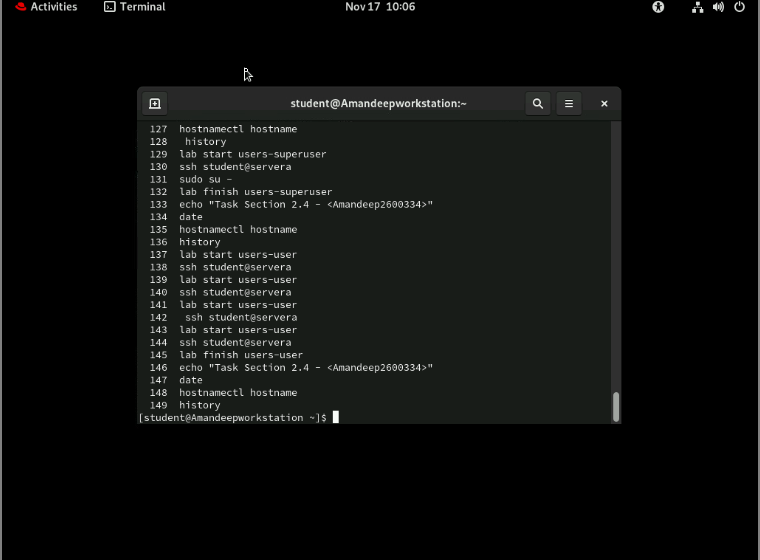 Activities Terminal Nov 17 10:06
student@Amandeepworkstation:~
127 hostnamectl hostname
128 history
129 lab start users-superuser
130 ssh student@servera
131 sudo su -
132 lab finish users-superuser
133 echo "Task Section 2.4 - <Amandeep2600334>"
134 date
135 hostnamectl hostname
136 history
137 lab start users-user
138 ssh student@servera
139 lab start users-user
140 ssh student@servera
141 lab start users-user
142 ssh student@servera
143 lab start users-user
144 ssh student@servera
145 lab finish users-user
146 echo "Task Section 2.4 - <Amandeep2600334>"
147 date
148 hostnamectl hostname
149 history
[student@Amandeepworkstation ~]$